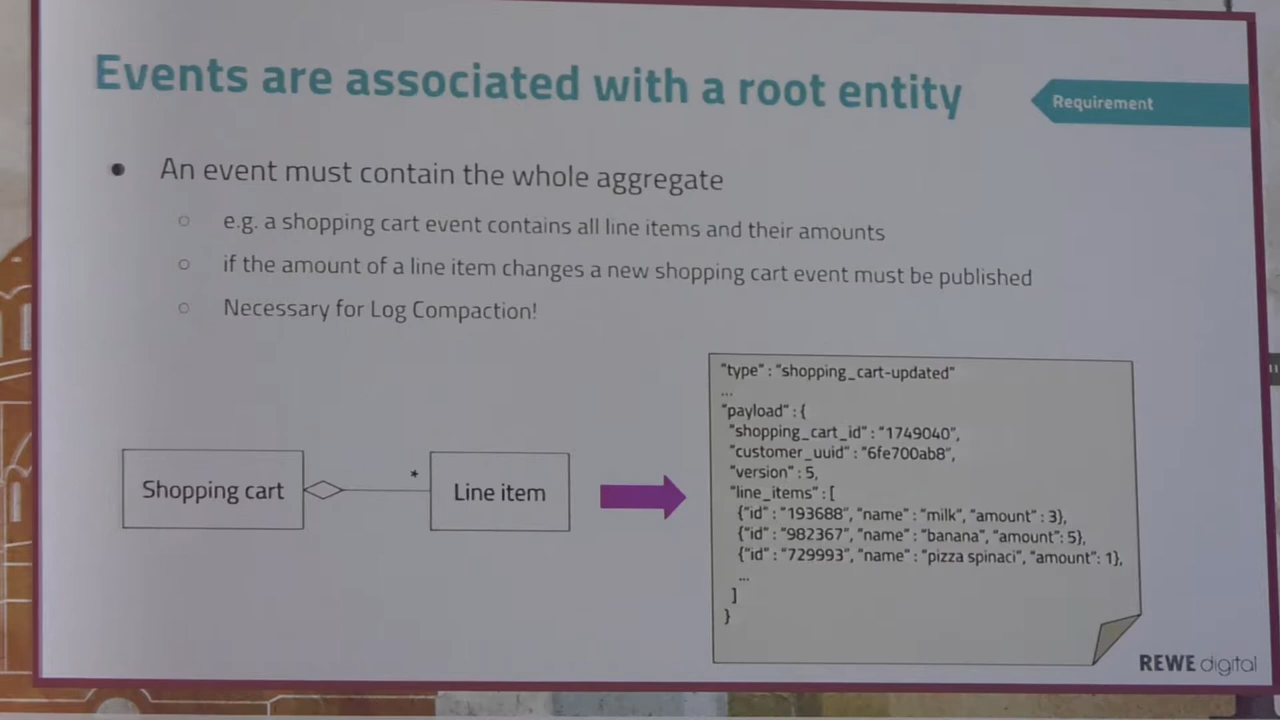 Events are associated with a root entity
Requirement
● An event must contain the whole aggregate
○ e.g. a shopping cart event contains all line items and their amounts
○ if the amount of a line item changes a new shopping cart event must be published
○ Necessary for Log Compaction!
Shopping cart
*
Line item
"type" : "shopping_cart-updated"
...
"payload" : {
"shopping_cart_id" : "1749040",
"customer_uuid" : "6fe700ab8",
"version" : 5,
"line_items" : [
{"id" : "193688", "name" : "milk", "amount" : 3},
{"id" : "982367", "name" : "banana", "amount": 5},
{"id" : "729993", "name" : "pizza spinaci", "amount": 1},
...
]
}
REWE digital